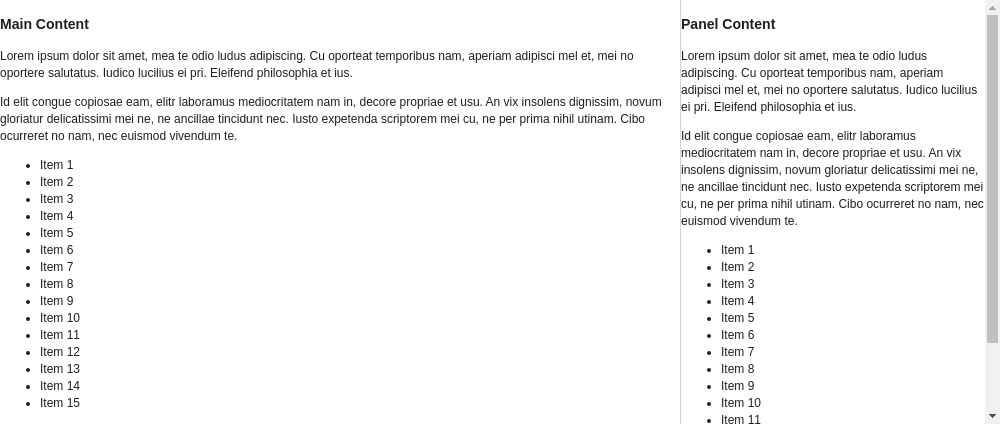 Main Content
Lorem ipsum dolor sit amet, mea te odio ludus adipiscing. Cu oporteat temporibus nam, aperiam adipisci mel et, mei no
oportere salutatus. Iudico lucilius ei pri. Eleifend philosophia et ius.
Id elit congue copiosae eam, elitr laboramus mediocritatem nam in, decore propriae et usu. An vix insolens dignissim, novum
gloriatur delicatissimi mei ne, ne ancillae tincidunt nec. Iusto expetenda scriptorem mei cu, ne per prima nihil utinam. Cibo
ocurreret no nam, nec euismod vivendum te.
Item 1
Item 2
Item 3
Item 4
Item 5
Item 6
Item 7
Item 8
Item 9
Item 10
Item 11
Item 12
Item 13
Item 14
Item 15
Panel Content
Lorem ipsum dolor sit amet, mea te odio ludus
adipiscing. Cu oporteat temporibus nam, aperiam
adipisci mel et, mei no oportere salutatus. Iudico lucilius
ei pri. Eleifend philosophia et ius.
Id elit congue copiosae eam, elitr laboramus
mediocritatem nam in, decore propriae et usu. An vix
insolens dignissim, novum gloriatur delicatissimi mei ne,
ne ancillae tincidunt nec. Iusto expetenda scriptorem mei
cu, ne per prima nihil utinam. Cibo ocurreret no nam, nec
euismod vivendum te.
Item 1
Item 2
Item 3
Item 4
Item 5
Item 6
Item 7
Item 8
Item 9
Item 10
Item 11